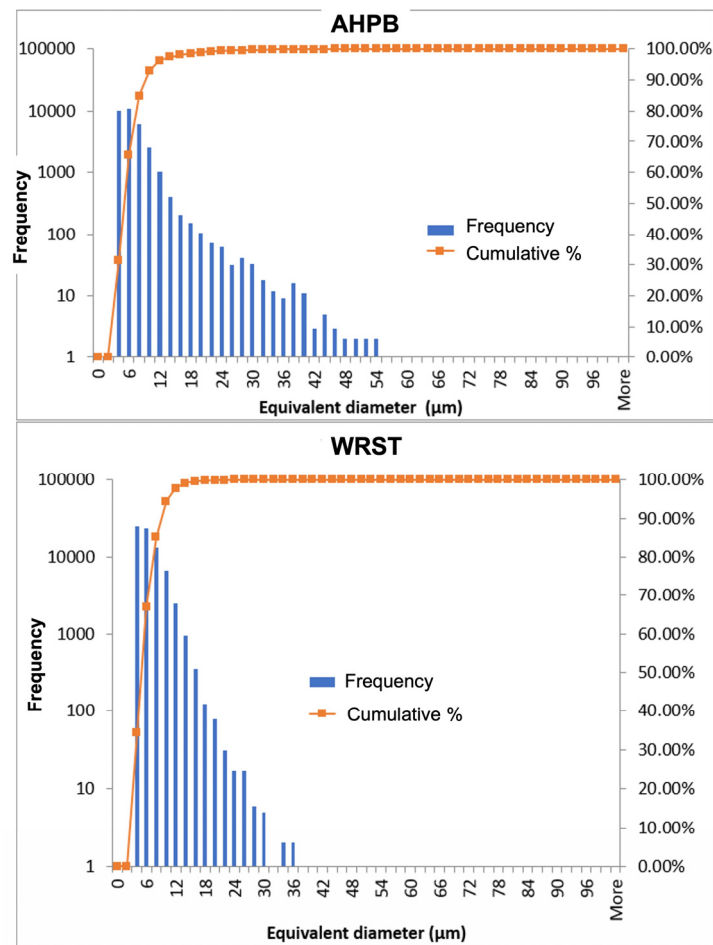 AHPB
100000
10000
1000
100
10
1
Frequency
100.00%
90.00%
80.00%
70.00%
60.00%
50.00%
40.00%
30.00%
20.00%
10.00%
0.00%
Frequency
Cumulative %
0 6 12 18 24 30 36 42 48 54 60 66 72 78 84 90 96 More
Equivalent diameter (µm)
WRST
100000
10000
1000
100
10
1
Frequency
100.00%
90.00%
80.00%
70.00%
60.00%
50.00%
40.00%
30.00%
20.00%
10.00%
0.00%
Frequency
Cumulative %
0 6 12 18 24 30 36 42 48 54 60 66 72 78 84 90 96 More
Equivalent diameter (µm)